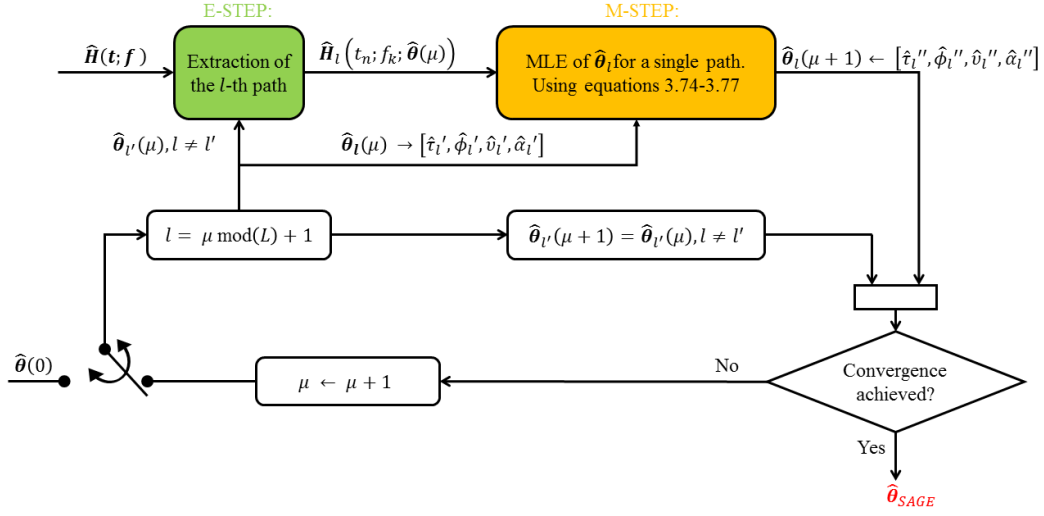 E-STEP:
M-STEP:
Ĥ(t; f)
Extraction of
the l-th path
Ĥ_l (t_n; f_k; θ̂(μ))
MLE of θ̂_l for a single path.
Using equations 3.74-3.77
θ̂_l(μ + 1) ← [τ̂_l′′, ϕ̂_l′′, υ̂_l′′, α̂_l′′]
θ̂_l′(μ), l ≠ l′
θ̂_l(μ) → [τ̂_l′, ϕ̂_l′, υ̂_l′, α̂_l′]
l = μ mod(L) + 1
θ̂_l′(μ + 1) = θ̂_l′(μ), l ≠ l′
θ̂(0)
μ ← μ + 1
No
Convergence
achieved?
Yes
θ̂_SAGE